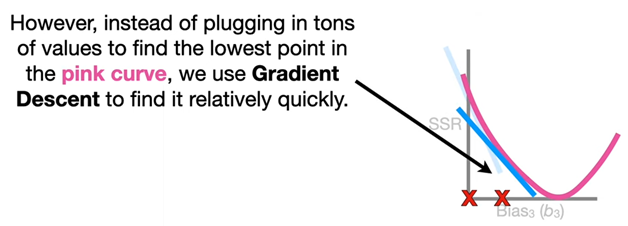 However, instead of plugging in tons
of values to find the lowest point in
the pink curve, we use Gradient
Descent to find it relatively quickly.
SSR
X X
Bias₃ (b₃)